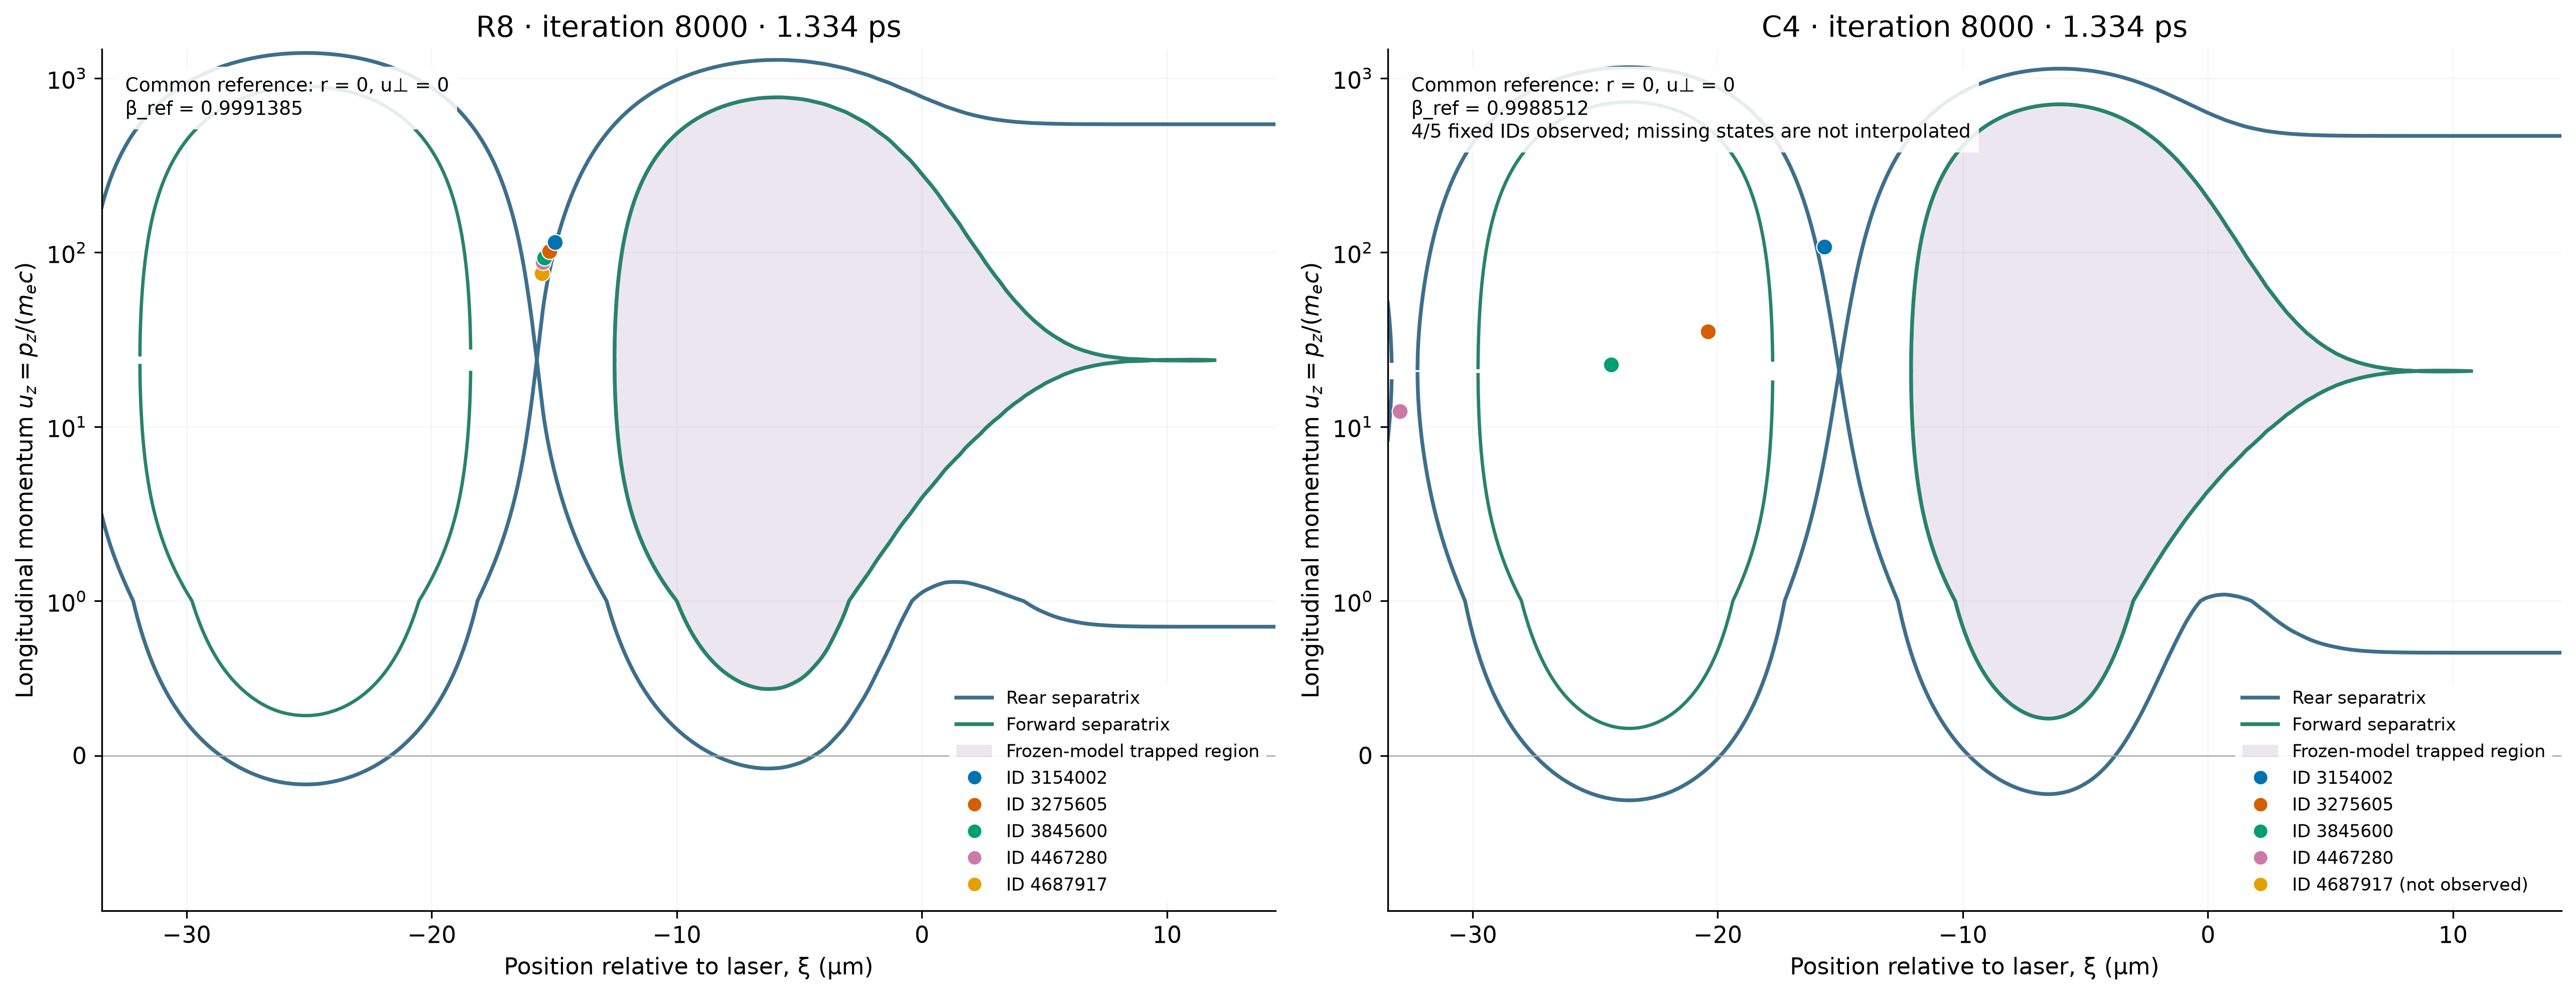 R8 · iteration 8000 · 1.334 ps
Common reference: r = 0, u⊥ = 0
β_ref = 0.9991385
Longitudinal momentum u_z = p_z/(m_e c)
10³
10²
10¹
10⁰
0
Rear separatrix
Forward separatrix
Frozen-model trapped region
ID 3154002
ID 3275605
ID 3845600
ID 4467280
ID 4687917
−30 −20 −10 0 10
Position relative to laser, ξ (µm)
C4 · iteration 8000 · 1.334 ps
Common reference: r = 0, u⊥ = 0
β_ref = 0.9988512
4/5 fixed IDs observed; missing states are not interpolated
Longitudinal momentum u_z = p_z/(m_e c)
10³
10²
10¹
10⁰
0
Rear separatrix
Forward separatrix
Frozen-model trapped region
ID 3154002
ID 3275605
ID 3845600
ID 4467280
ID 4687917 (not observed)
−30 −20 −10 0 10
Position relative to laser, ξ (µm)